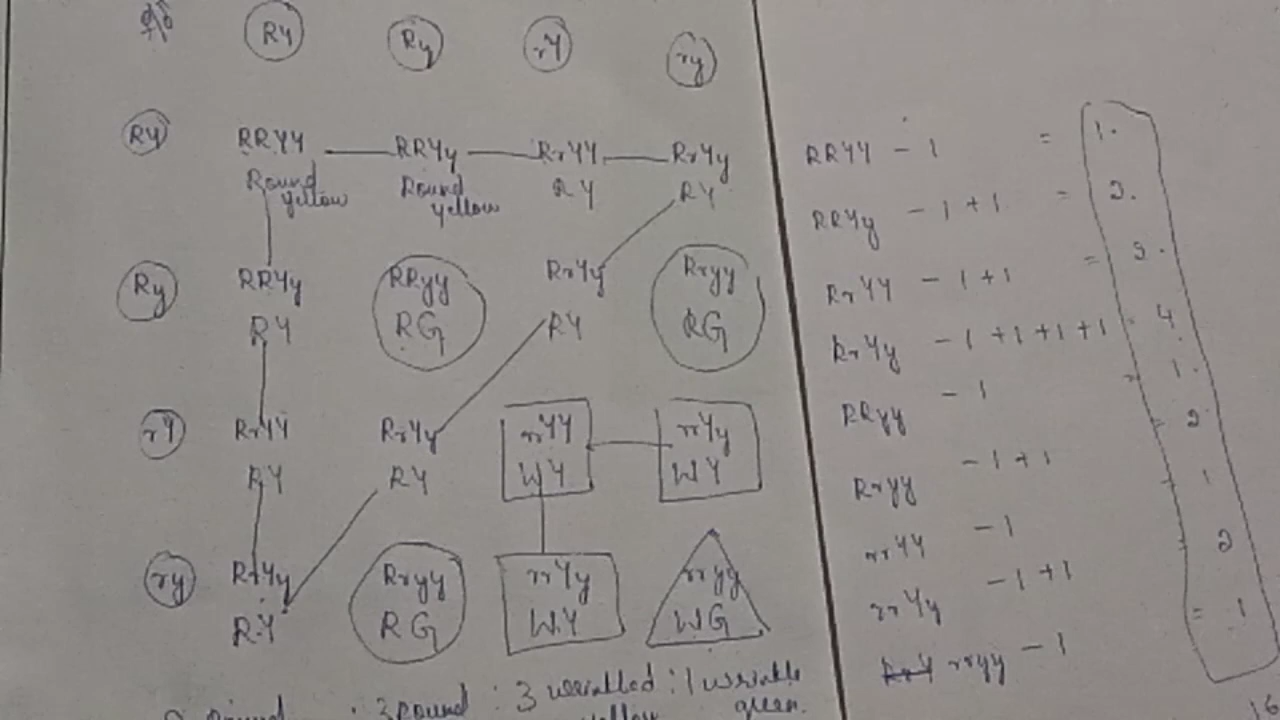 RY Ry rY ry
RY RRYY RRYy RrYY RrYy
Round yellow Round yellow RY RY
Ry RRYy RRyy RrYy Rryy
RY RG RY RG
rY RrYY RrYy rrYY rrYy
RY RY WY WY
ry RrYy Rryy rrYy rryy
RY RG WY WG
: 3 round : 3 wrinkled : 1 wrinkle
yellow green.
RRYY - 1 = 1.
RRYy - 1 + 1 = 2.
RrYY - 1 + 1 = 2.
RrYy - 1 + 1 + 1 + 1 = 4
RRyy - 1 = 1.
Rryy - 1 + 1 = 2
rrYY - 1 = 1
rrYy - 1 + 1 = 2
rryy - 1 = 1
16